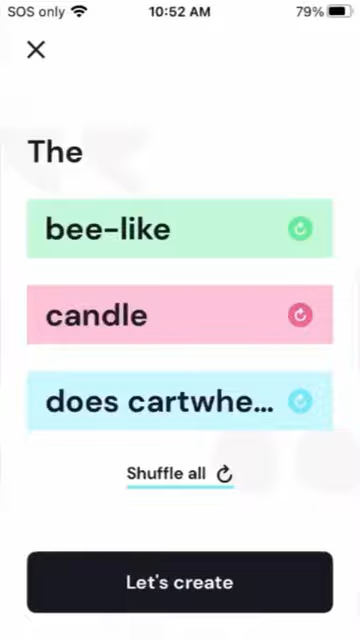 SOS only 10:52 AM 79%
The
bee-like
candle
does cartwhe...
Shuffle all
Let's create